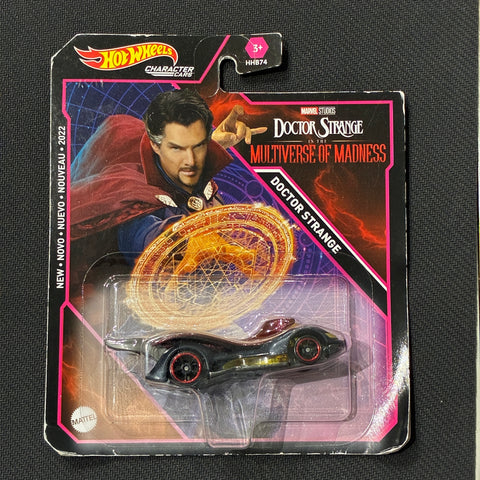 Hot Wheels
CHARACTER
CARS
3+
HHB74
MARVEL STUDIOS
DOCTOR STRANGE
IN THE
MULTIVERSE OF MADNESS
DOCTOR STRANGE
NEW • NOVO • NUEVO • NOUVEAU • 2022
MATTEL